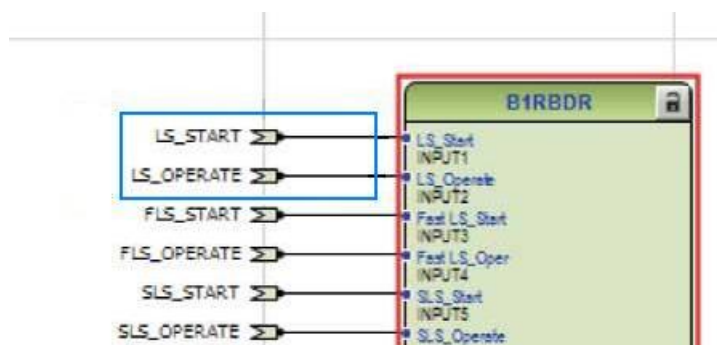 B1RBDR
LS_START
LS_Start
INPUT1
LS_OPERATE
LS_Operate
INPUT2
FLS_START
Fast LS_Start
INPUT3
FLS_OPERATE
Fast LS_Oper
INPUT4
SLS_START
SLS_Start
INPUT5
SLS_OPERATE
SLS_Operate